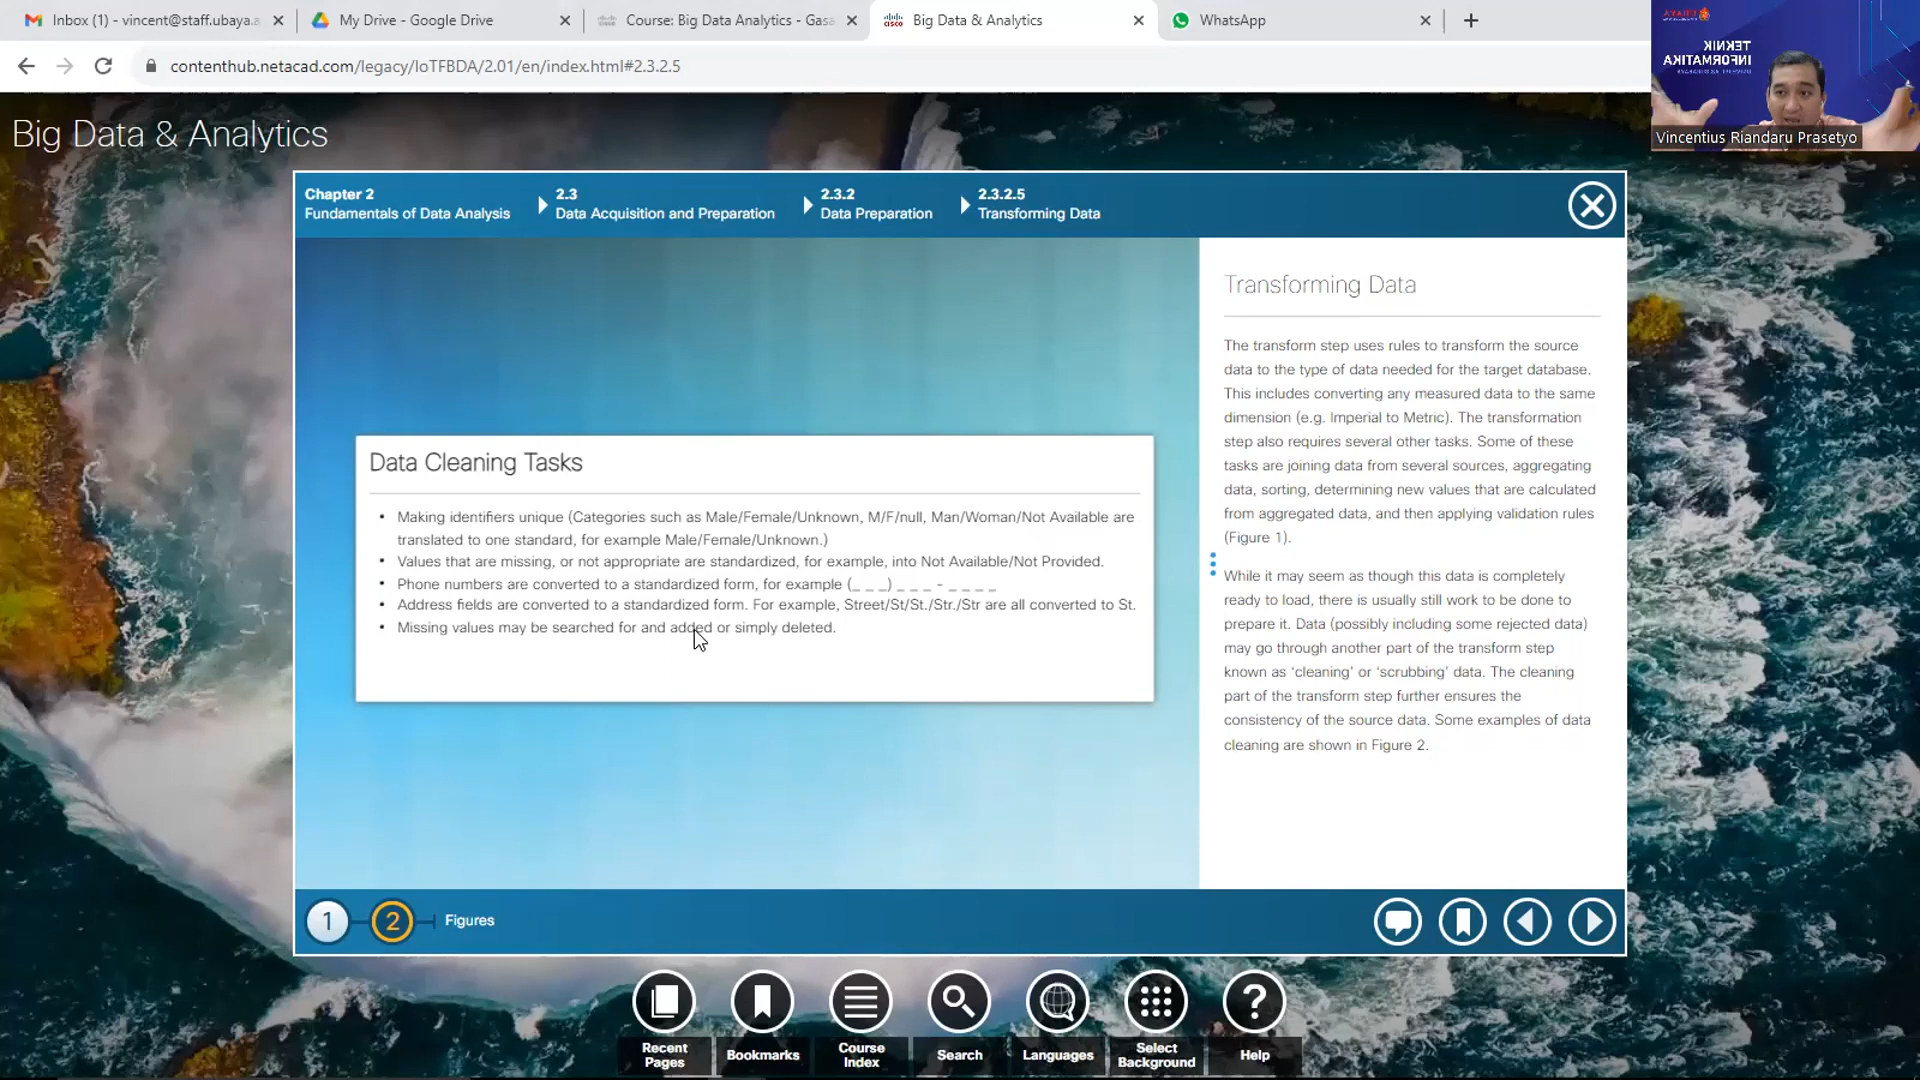 Inbox (1) - vincent@staff.ubaya.a
My Drive - Google Drive
Course: Big Data Analytics - Gasa
Big Data & Analytics
WhatsApp
contenthub.netacad.com/legacy/IoTFBDA/2.01/en/index.html#2.3.2.5
TEKNIK
INFORMATIKA
Vincentius Riandaru Prasetyo
Big Data & Analytics
Chapter 2
Fundamentals of Data Analysis
2.3
Data Acquisition and Preparation
2.3.2
Data Preparation
2.3.2.5
Transforming Data
Data Cleaning Tasks
• Making identifiers unique (Categories such as Male/Female/Unknown, M/F/null, Man/Woman/Not Available are
translated to one standard, for example Male/Female/Unknown.)
• Values that are missing, or not appropriate are standardized, for example, into Not Available/Not Provided.
• Phone numbers are converted to a standardized form, for example (_ _ _) _ _ _ - _ _ _ _
• Address fields are converted to a standardized form. For example, Street/St/St./Str./Str are all converted to St.
• Missing values may be searched for and added or simply deleted.
Transforming Data
The transform step uses rules to transform the source
data to the type of data needed for the target database.
This includes converting any measured data to the same
dimension (e.g. Imperial to Metric). The transformation
step also requires several other tasks. Some of these
tasks are joining data from several sources, aggregating
data, sorting, determining new values that are calculated
from aggregated data, and then applying validation rules
(Figure 1).
While it may seem as though this data is completely
ready to load, there is usually still work to be done to
prepare it. Data (possibly including some rejected data)
may go through another part of the transform step
known as 'cleaning' or 'scrubbing' data. The cleaning
part of the transform step further ensures the
consistency of the source data. Some examples of data
cleaning are shown in Figure 2.
1
2
Figures
Recent
Pages
Bookmarks
Course
Index
Search
Languages
Select
Background
Help